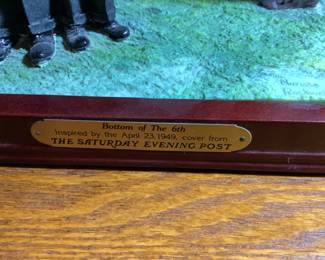 Bottom of The 6th
Inspired by the April 23, 1949, cover from
THE SATURDAY EVENING POST